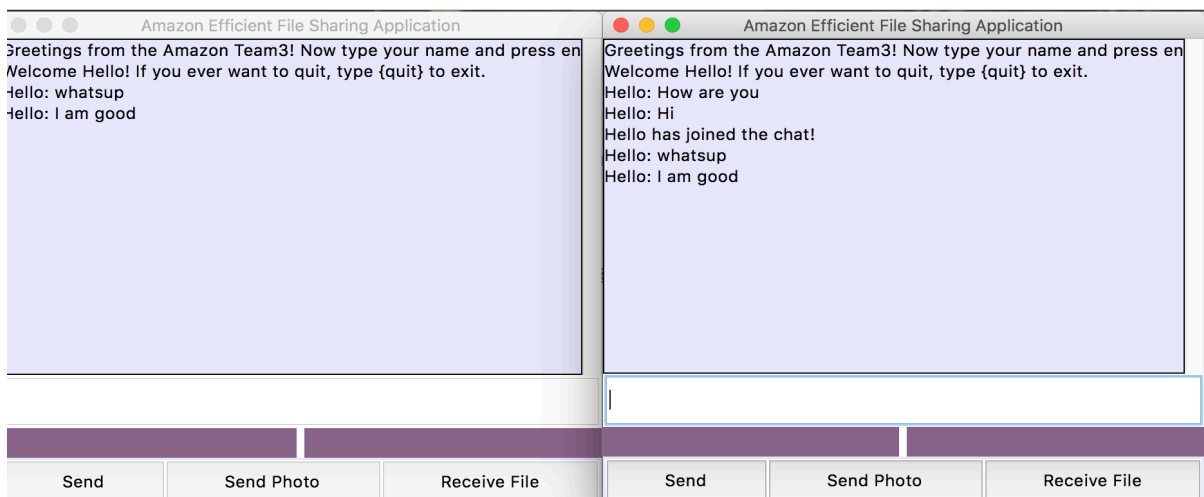 Amazon Efficient File Sharing Application
Greetings from the Amazon Team3! Now type your name and press en
Welcome Hello! If you ever want to quit, type {quit} to exit.
Hello: whatsup
Hello: I am good
Send
Send Photo
Receive File
Amazon Efficient File Sharing Application
Greetings from the Amazon Team3! Now type your name and press en
Welcome Hello! If you ever want to quit, type {quit} to exit.
Hello: How are you
Hello: Hi
Hello has joined the chat!
Hello: whatsup
Hello: I am good
Send
Send Photo
Receive File